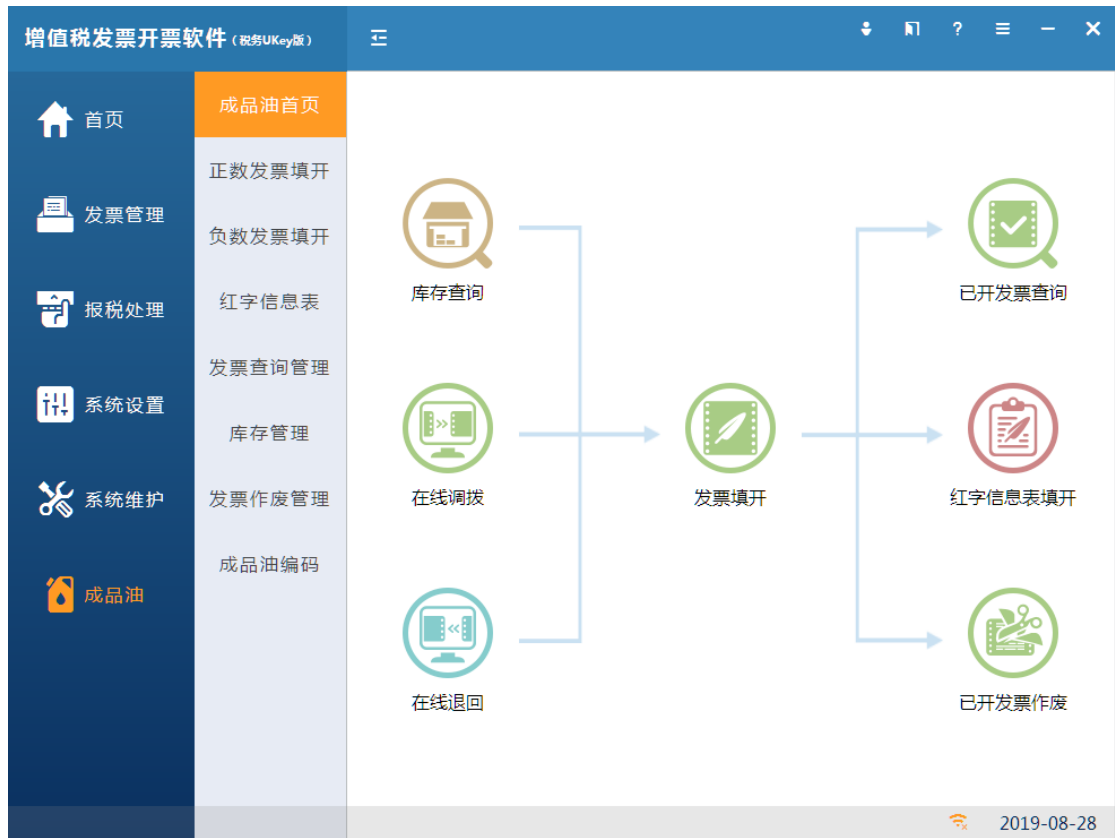 增值税发票开票软件（税务UKey版）
?
首页
发票管理
报税处理
系统设置
系统维护
成品油
成品油首页
正数发票填开
负数发票填开
红字信息表
发票查询管理
库存管理
发票作废管理
成品油编码
库存查询
在线调拨
在线退回
发票填开
已开发票查询
红字信息表填开
已开发票作废
2019-08-28